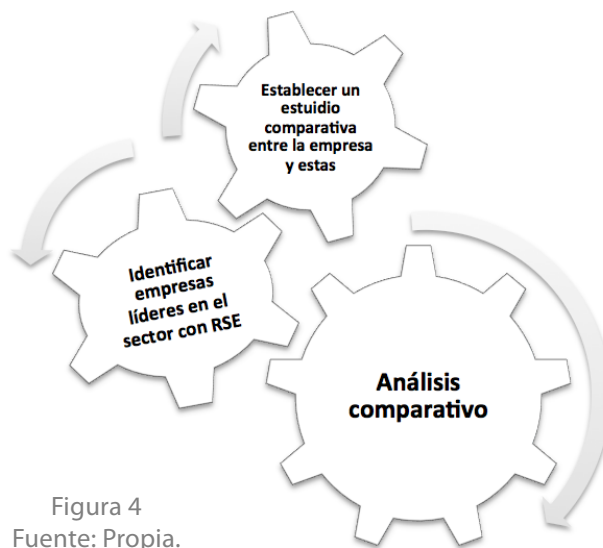 Establecer un
estuidio
comparativa
entre la empresa
y estas
Identificar
empresas
líderes en el
sector con RSE
Análisis
comparativo
Figura 4
Fuente: Propia.